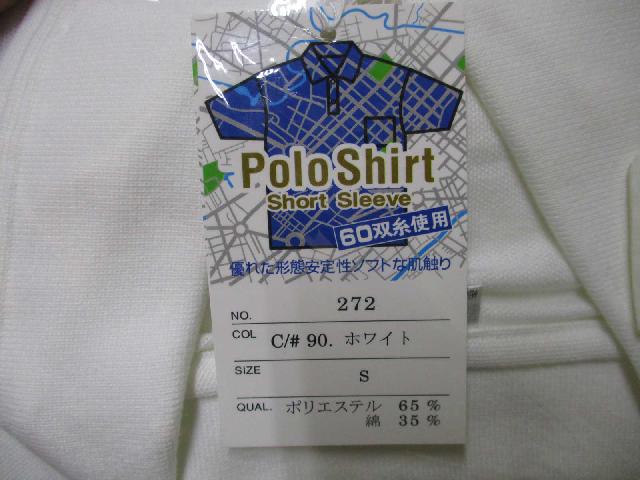 Polo Shirt
Short Sleeve
60双糸使用
優れた形態安定性ソフトな肌触り
NO. 272
COL C/# 90. ホワイト
SIZE S
QUAL. ポリエステル 65 %
綿 35 %